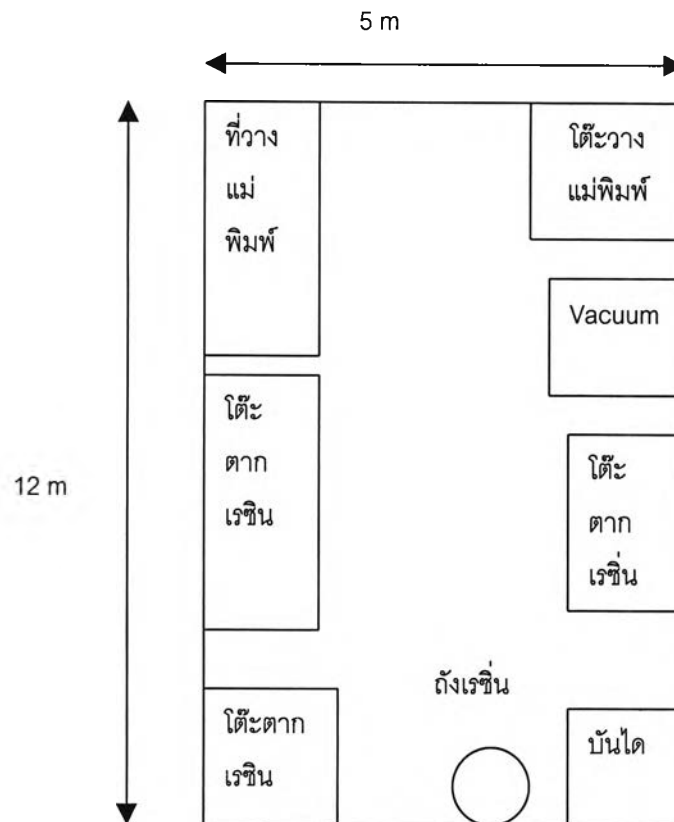 5 m
ที่วาง
แม่
พิมพ์
โต๊ะวาง
แม่พิมพ์
Vacuum
โต๊ะ
ตาก
เรซิน
โต๊ะ
ตาก
เรซิ่น
12 m
ถังเรซิ่น
โต๊ะตาก
เรซิน
บันได